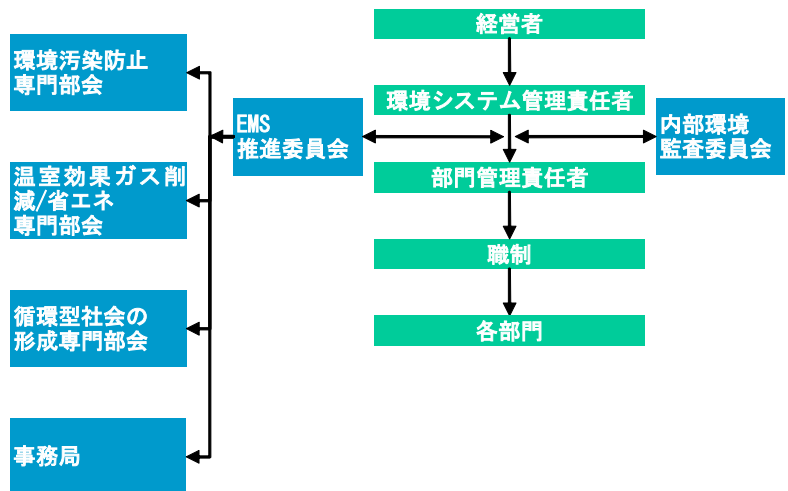 経営者
環境汚染防止
専門部会
環境システム管理責任者
EMS
推進委員会
内部環境
監査委員会
温室効果ガス削
減/省エネ
専門部会
部門管理責任者
職制
循環型社会の
形成専門部会
各部門
事務局